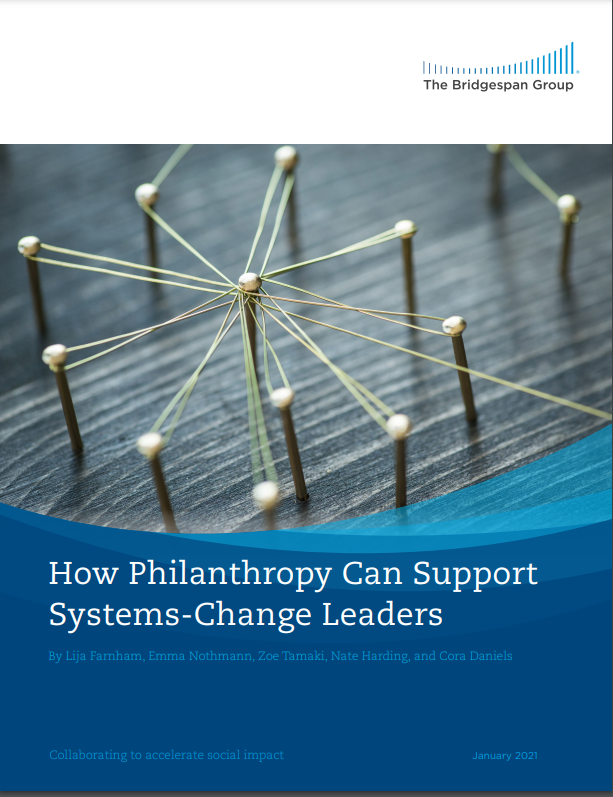 The Bridgespan Group
How Philanthropy Can Support
Systems-Change Leaders
By Lija Farnham, Emma Nothmann, Zoe Tamaki, Nate Harding, and Cora Daniels
Collaborating to accelerate social impact
January 2021